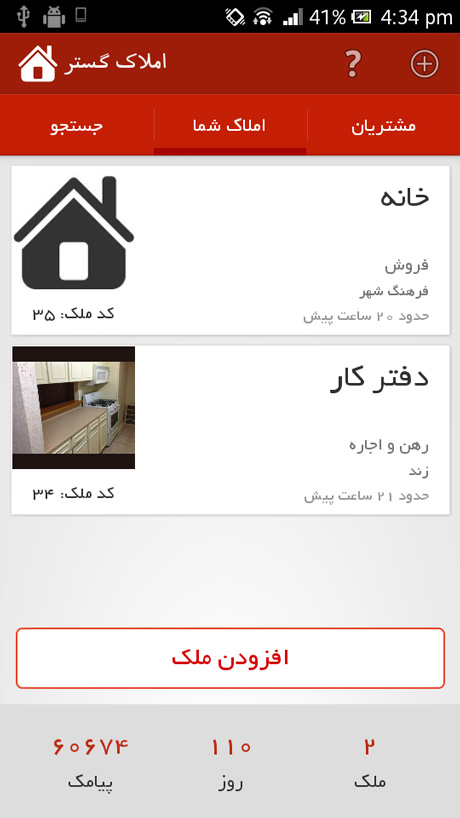 41% 4:34 pm
املاک گستر
مشتریان
املاک شما
جستجو
خانه
فروش
فرهنگ شهر
حدود ۲۰ ساعت پیش
کد ملک: ۳۵
دفتر کار
رهن و اجاره
زند
حدود ۲۱ ساعت پیش
کد ملک: ۳۴
افزودن ملک
۲
ملک
۱۱۰
روز
۶۰۶۷۴
پیامک